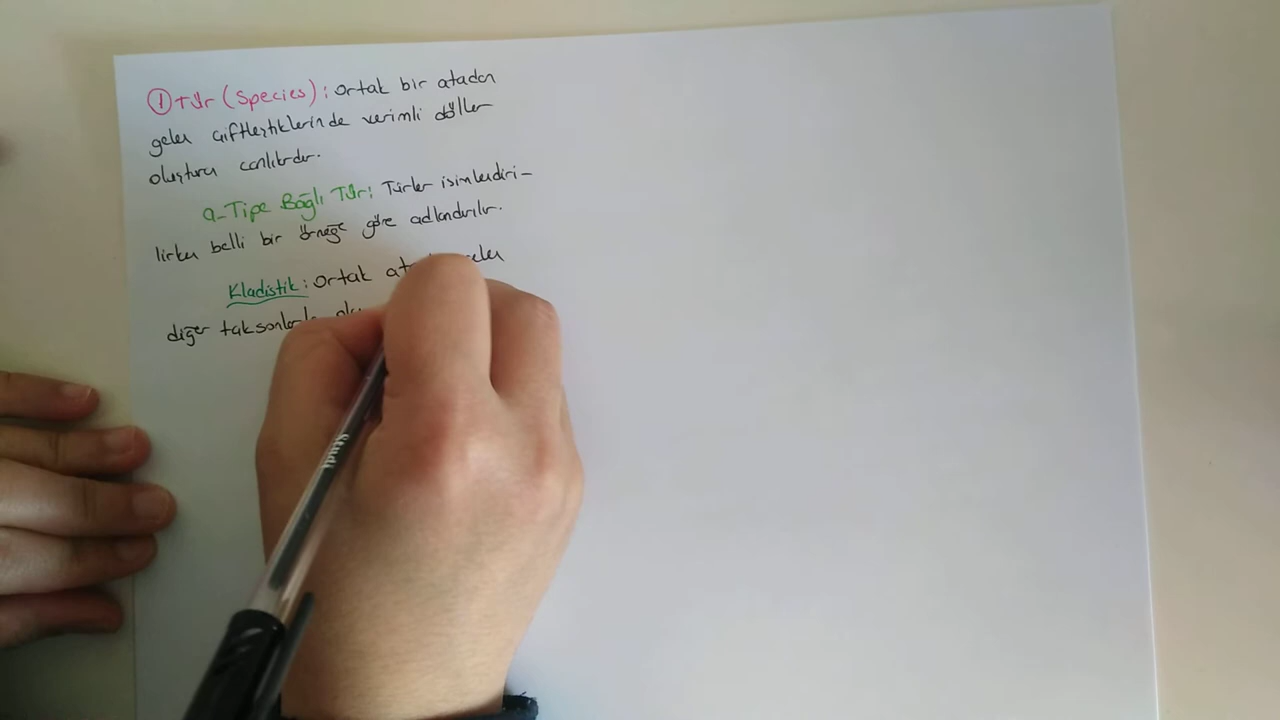 ① Tür (Species): Ortak bir atadan
gelen çiftleştiklerinde verimli döller
oluşturan canlılardır.
a-Tipe Bağlı Tür: Türler isimlendiri-
lirken belli bir örneğe göre adlandırılır.
Kladistik: Ortak
diğer taksonlarla